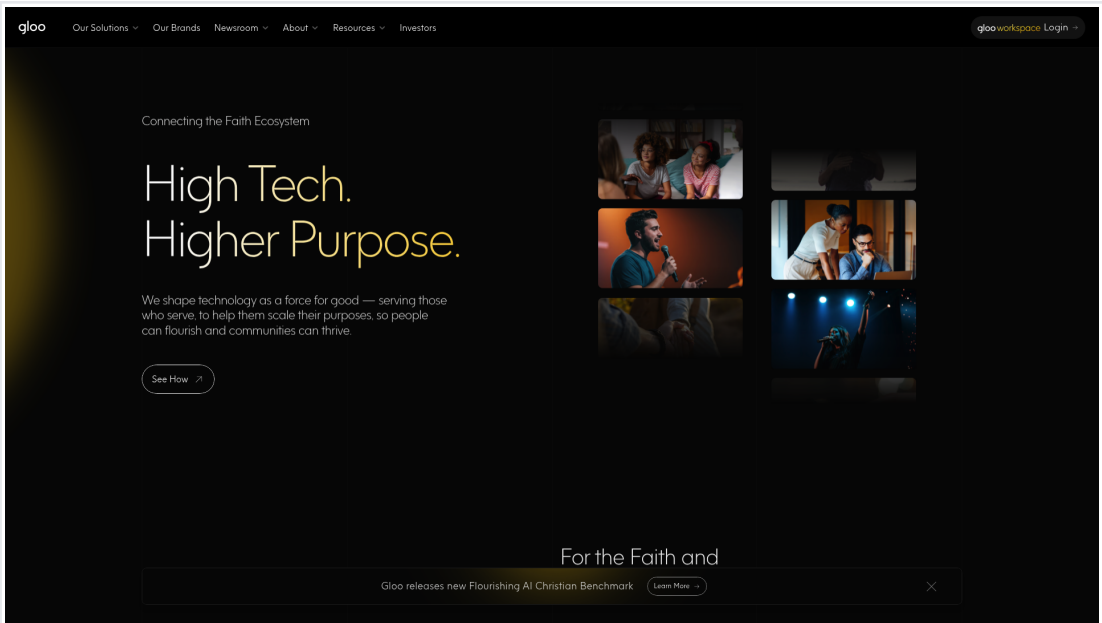 gloo
Our Solutions
Our Brands
Newsroom
About
Resources
Investors
gloo workspace Login →
Connecting the Faith Ecosystem
High Tech.
Higher Purpose.
We shape technology as a force for good — serving those
who serve, to help them scale their purposes, so people
can flourish and communities can thrive.
See How ↗
For the Faith and
Gloo releases new Flourishing AI Christian Benchmark
Learn More →